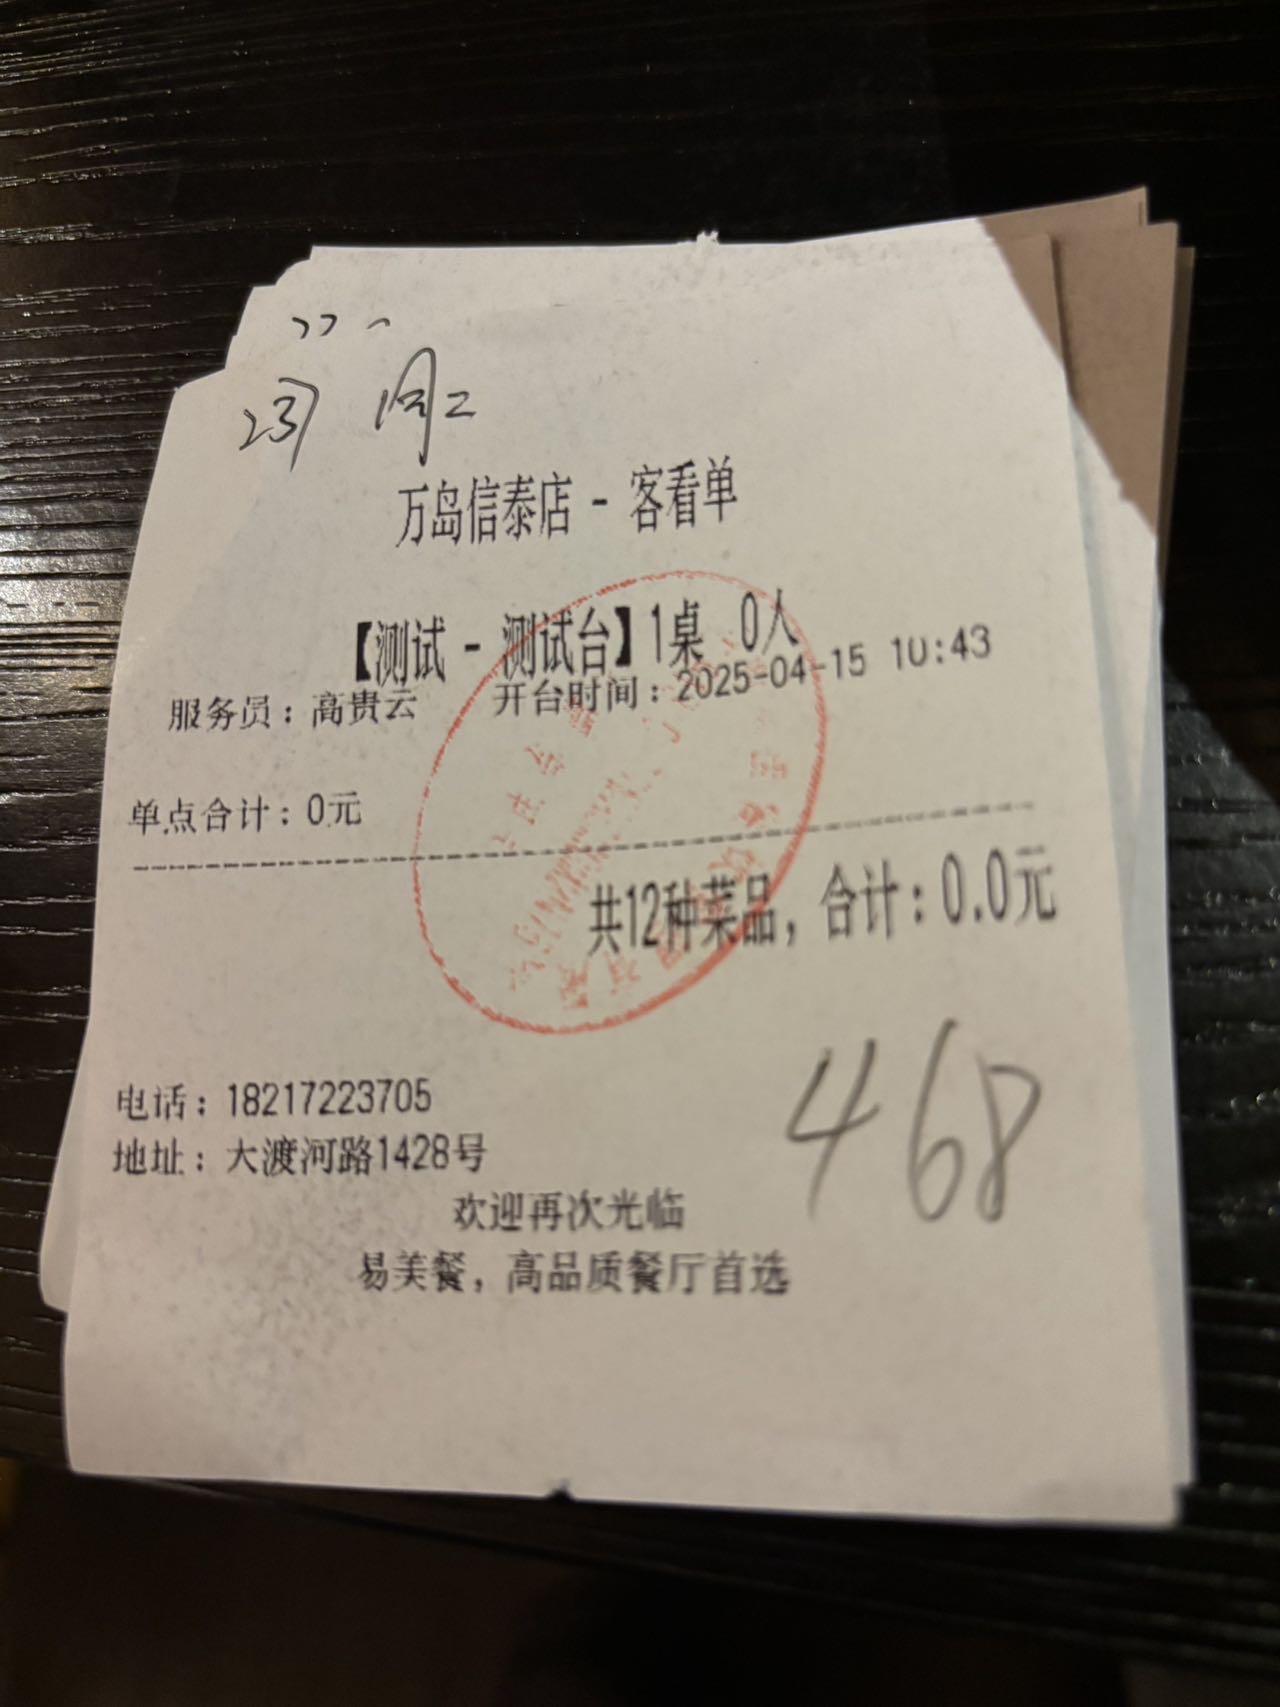 万岛信泰店 - 客看单
【测试 - 测试台】1桌 0人
服务员：高贵云 开台时间：2025-04-15 10:43
单点合计：0元
共12种菜品，合计：0.0元
468
电话：18217223705
地址：大渡河路1428号
欢迎再次光临
易美餐，高品质餐厅首选